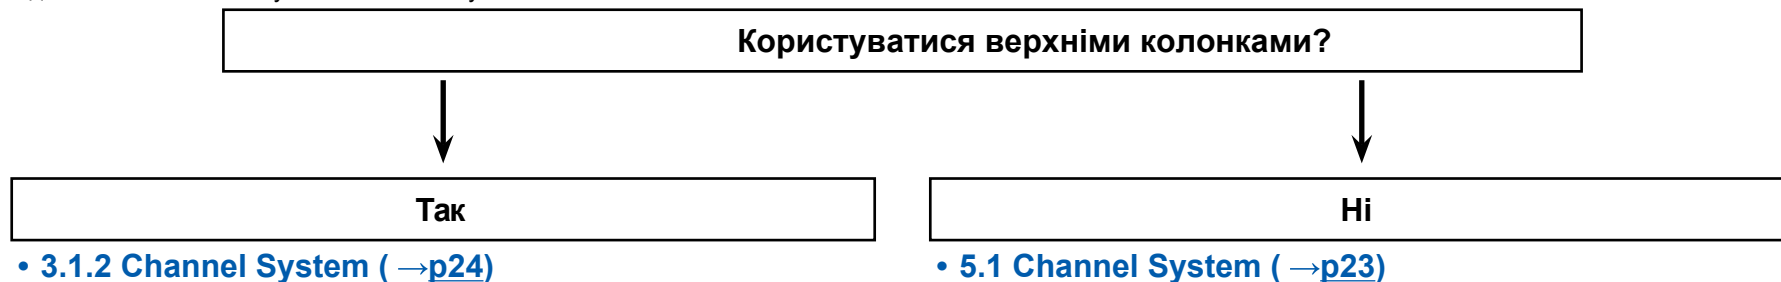 Користуватися верхніми колонками?
Так
Ні
• 3.1.2 Channel System ( →p24)
• 5.1 Channel System ( →p23)